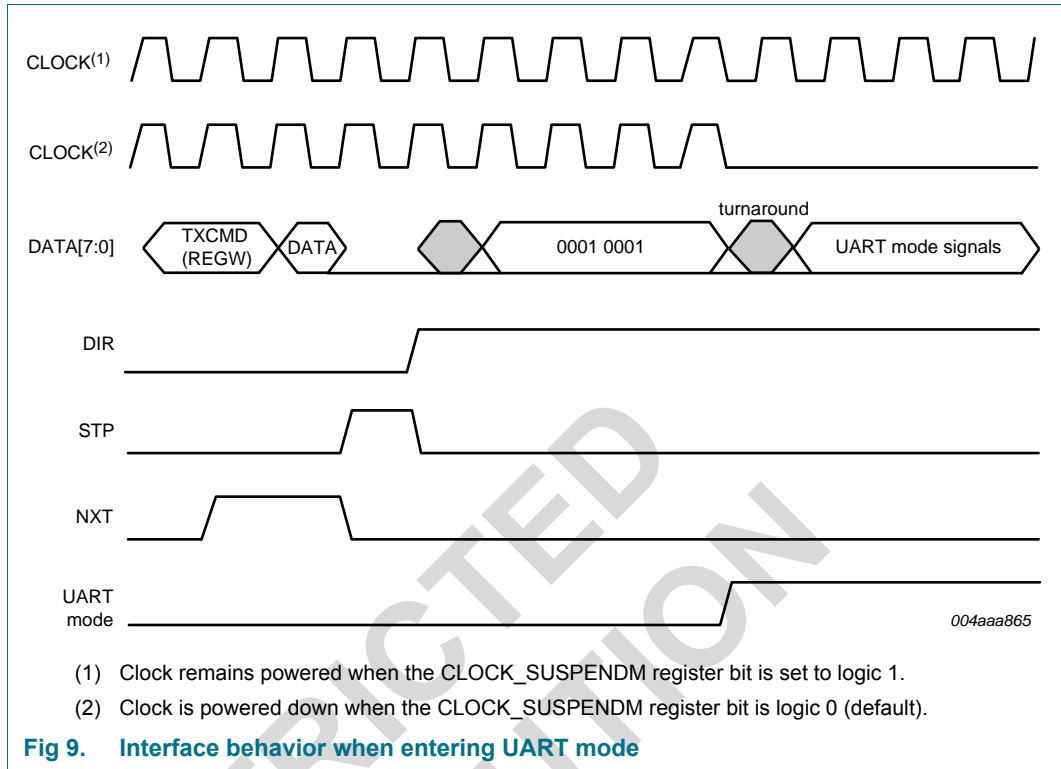 CLOCK(1)
CLOCK(2)
turnaround
DATA[7:0]
TXCMD
(REGW)
DATA
0001 0001
UART mode signals
DIR
STP
NXT
UART
mode
004aaa865
(1) Clock remains powered when the CLOCK_SUSPENDM register bit is set to logic 1.
(2) Clock is powered down when the CLOCK_SUSPENDM register bit is logic 0 (default).
Fig 9. Interface behavior when entering UART mode